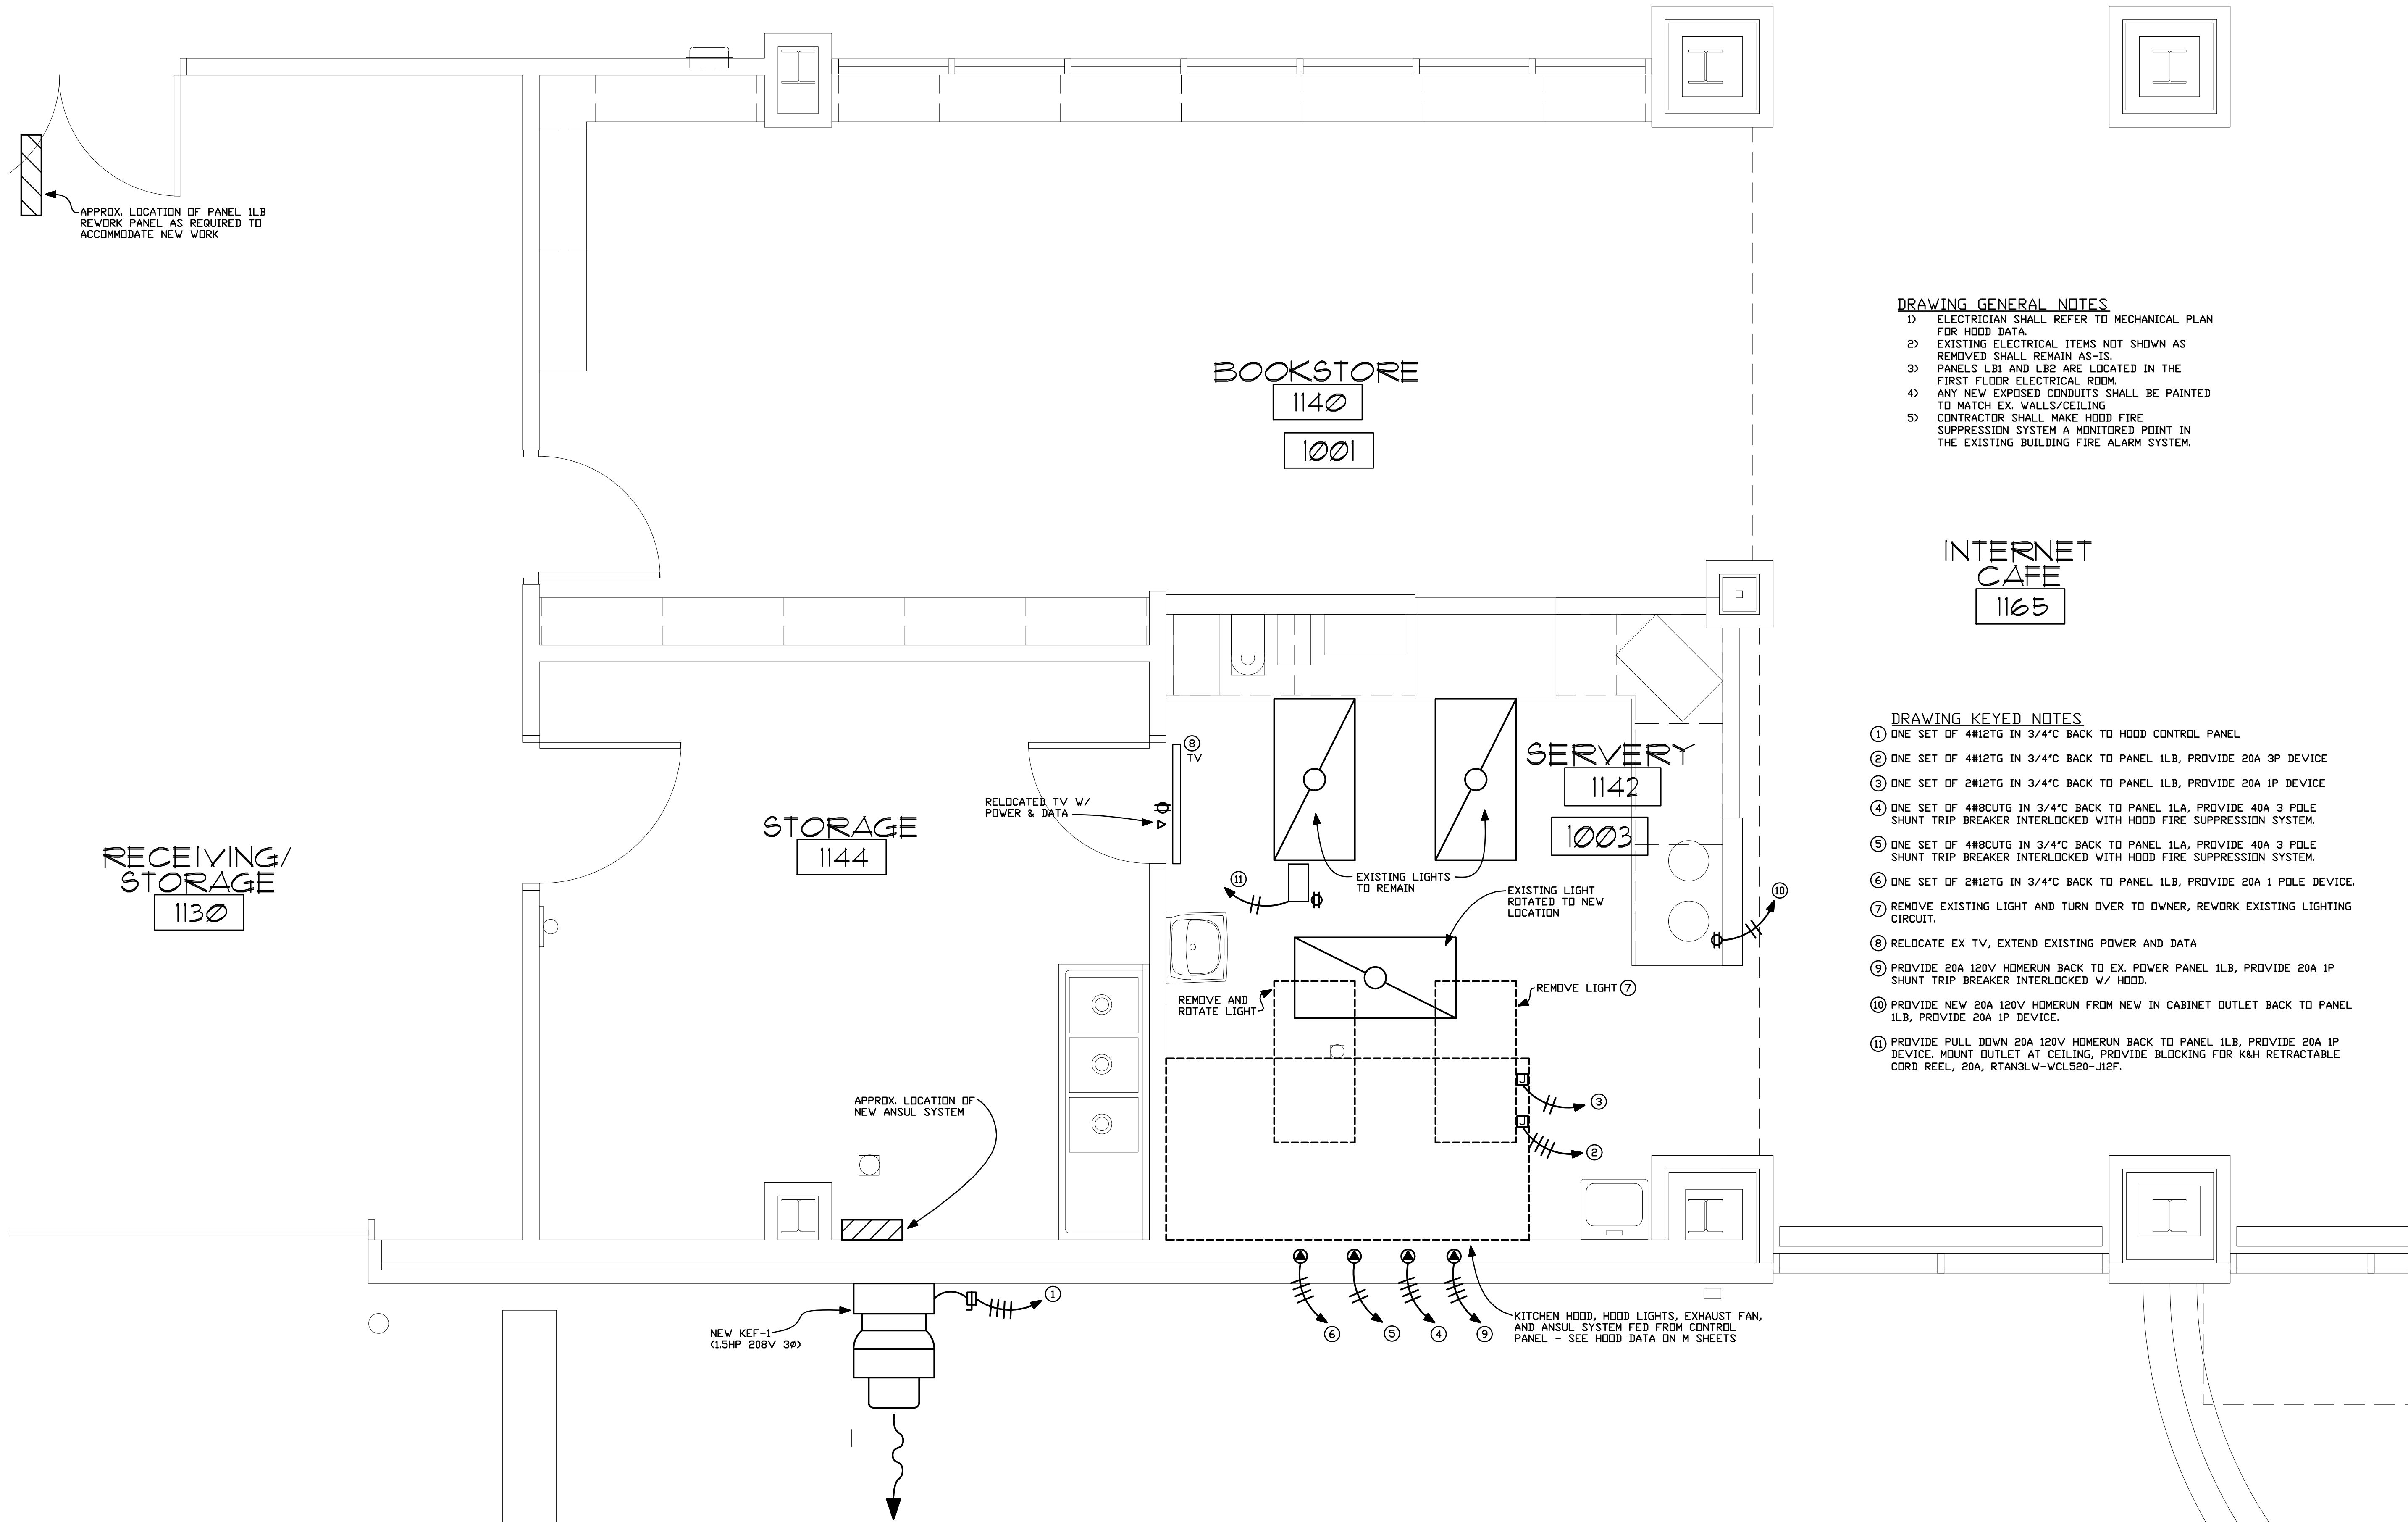 APPROX. LOCATION OF PANEL 1LB
REWORK PANEL AS REQUIRED TO
ACCOMMODATE NEW WORK
BOOKSTORE
1140
1001
DRAWING GENERAL NOTES
1) ELECTRICIAN SHALL REFER TO MECHANICAL PLAN
FOR HOOD DATA.
2) EXISTING ELECTRICAL ITEMS NOT SHOWN AS
REMOVED SHALL REMAIN AS-IS.
3) PANELS LB1 AND LB2 ARE LOCATED IN THE
FIRST FLOOR ELECTRICAL ROOM.
4) ANY NEW EXPOSED CONDUITS SHALL BE PAINTED
TO MATCH EX. WALLS/CEILING
5) CONTRACTOR SHALL MAKE HOOD FIRE
SUPPRESSION SYSTEM A MONITORED POINT IN
THE EXISTING BUILDING FIRE ALARM SYSTEM.
INTERNET
CAFE
1165
RECEIVING/
STORAGE
1130
STORAGE
1144
8
TV
RELOCATED TV W/
POWER & DATA
SERVERY
1142
1003
EXISTING LIGHTS
TO REMAIN
11
EXISTING LIGHT
ROTATED TO NEW
LOCATION
10
REMOVE AND
ROTATE LIGHT
REMOVE LIGHT 7
J
3
J
2
APPROX. LOCATION OF
NEW ANSUL SYSTEM
1
NEW KEF-1
(1.5HP 208V 3Ø)
6
5
4
9
KITCHEN HOOD, HOOD LIGHTS, EXHAUST FAN,
AND ANSUL SYSTEM FED FROM CONTROL
PANEL - SEE HOOD DATA ON M SHEETS
DRAWING KEYED NOTES
1 ONE SET OF 4#12TG IN 3/4"C BACK TO HOOD CONTROL PANEL
2 ONE SET OF 4#12TG IN 3/4"C BACK TO PANEL 1LB, PROVIDE 20A 3P DEVICE
3 ONE SET OF 2#12TG IN 3/4"C BACK TO PANEL 1LB, PROVIDE 20A 1P DEVICE
4 ONE SET OF 4#8CUTG IN 3/4"C BACK TO PANEL 1LA, PROVIDE 40A 3 POLE
SHUNT TRIP BREAKER INTERLOCKED WITH HOOD FIRE SUPPRESSION SYSTEM.
5 ONE SET OF 4#8CUTG IN 3/4"C BACK TO PANEL 1LA, PROVIDE 40A 3 POLE
SHUNT TRIP BREAKER INTERLOCKED WITH HOOD FIRE SUPPRESSION SYSTEM.
6 ONE SET OF 2#12TG IN 3/4"C BACK TO PANEL 1LB, PROVIDE 20A 1 POLE DEVICE.
7 REMOVE EXISTING LIGHT AND TURN OVER TO OWNER, REWORK EXISTING LIGHTING
CIRCUIT.
8 RELOCATE EX TV, EXTEND EXISTING POWER AND DATA
9 PROVIDE 20A 120V HOMERUN BACK TO EX. POWER PANEL 1LB, PROVIDE 20A 1P
SHUNT TRIP BREAKER INTERLOCKED W/ HOOD.
10 PROVIDE NEW 20A 120V HOMERUN FROM NEW IN CABINET OUTLET BACK TO PANEL
1LB, PROVIDE 20A 1P DEVICE.
11 PROVIDE PULL DOWN 20A 120V HOMERUN BACK TO PANEL 1LB, PROVIDE 20A 1P
DEVICE. MOUNT OUTLET AT CEILING, PROVIDE BLOCKING FOR K&H RETRACTABLE
CORD REEL, 20A, RTAN3LW-WCL520-J12F.